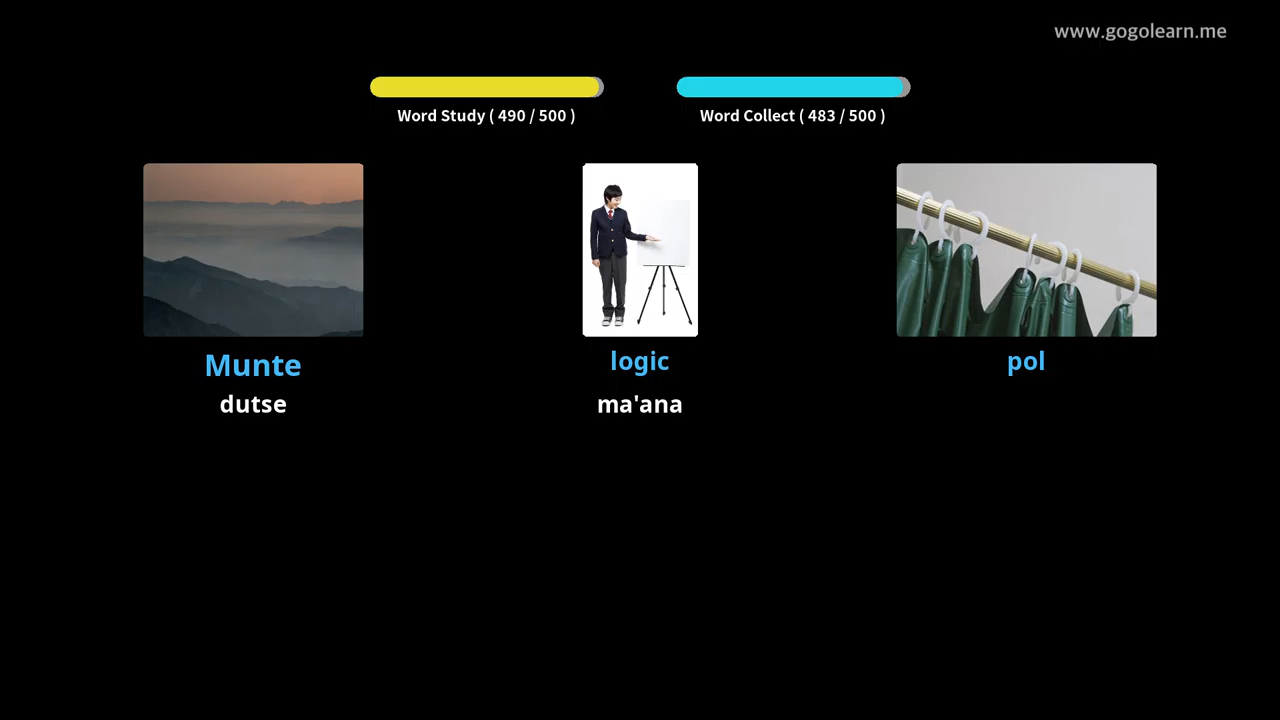 www.gogolearn.me
Word Study ( 490 / 500 )
Word Collect ( 483 / 500 )
Munte
logic
pol
dutse
ma'ana